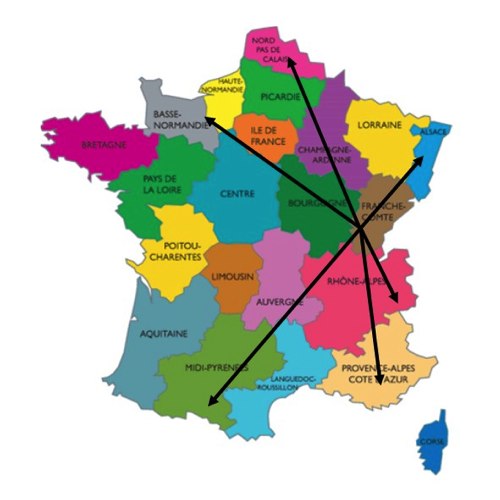 NORD
PAS DE
CALAIS
HAUTE-
NORMANDIE
PICARDIE
BASSE-
NORMANDIE
ILE DE
FRANCE
LORRAINE
ALSACE
BRETAGNE
CHAMPAGNE-
ARDENNE
PAYS DE
LA LOIRE
CENTRE
BOURGOGNE
FRANCHE-
COMTE
POITOU-
CHARENTES
LIMOUSIN
AUVERGNE
RHÔNE-ALPES
AQUITAINE
MIDI-PYRENEES
LANGUEDOC-
ROUSSILLON
PROVENCE-ALPES
COTE D'AZUR
CORSE